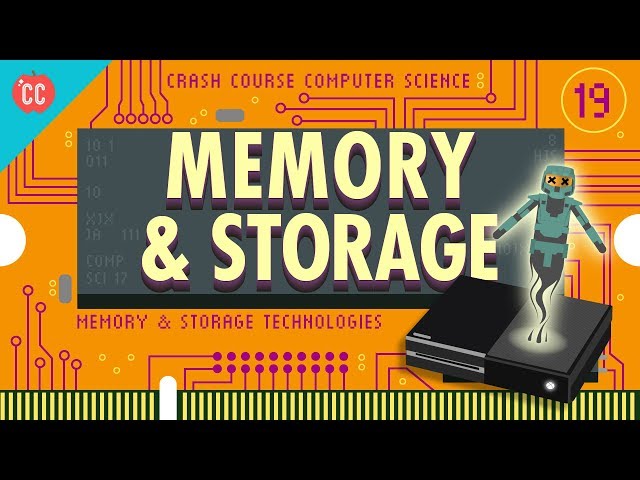 CC
CRASH COURSE COMPUTER SCIENCE
19
MEMORY
& STORAGE
10 1
011
10
XJX
JA 111
COMP
SCI 17
8
MEMORY & STORAGE TECHNOLOGIES